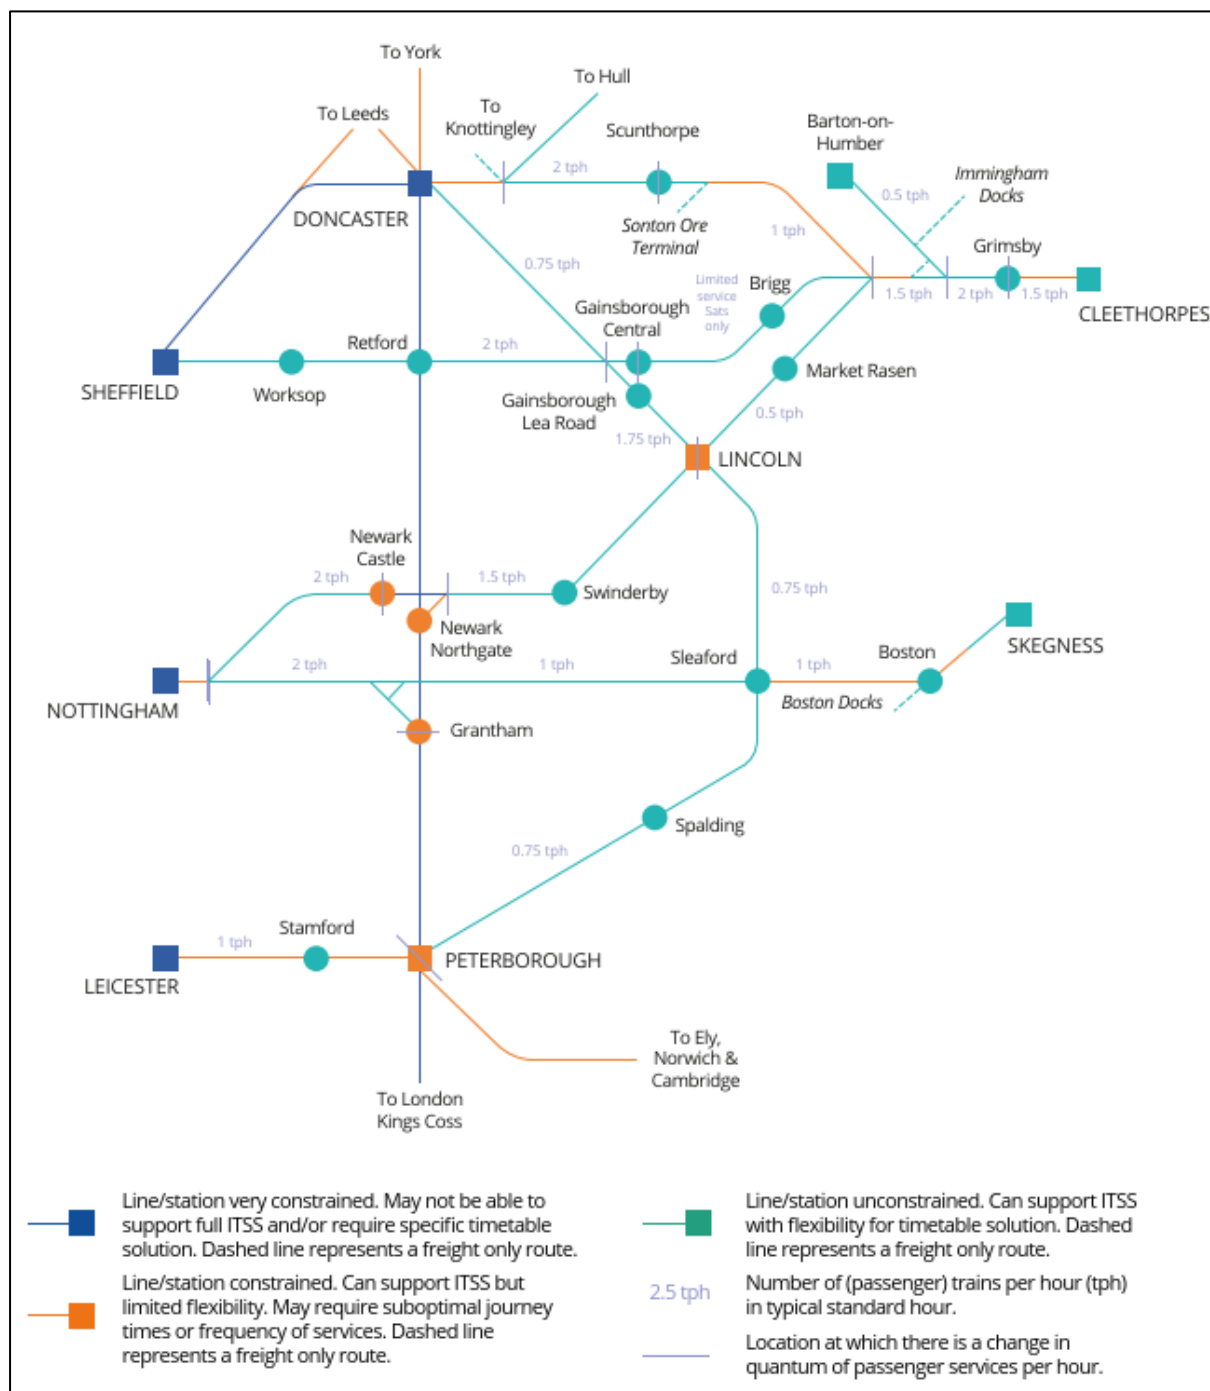 To York
To Hull
To Leeds
To
Knottingley
Scunthorpe
Barton-on-
Humber
Immingham
Docks
2 tph
0.5 tph
DONCASTER
Sonton Ore
Terminal
1 tph
Grimsby
0.75 tph
Limited
service
Sats
only
Brigg
1.5 tph
2 tph
1.5 tph
CLEETHORPES
Gainsborough
Central
Retford
2 tph
SHEFFIELD
Worksop
Gainsborough
Lea Road
Market Rasen
0.5 tph
1.75 tph
LINCOLN
Newark
Castle
2 tph
1.5 tph
Swinderby
0.75 tph
Newark
Northgate
SKEGNESS
2 tph
1 tph
Sleaford
1 tph
Boston
NOTTINGHAM
Boston Docks
Grantham
Spalding
0.75 tph
Stamford
1 tph
PETERBOROUGH
LEICESTER
To Ely,
Norwich &
Cambridge
To London
Kings Coss
Line/station very constrained. May not be able to
support full ITSS and/or require specific timetable
solution. Dashed line represents a freight only route.
Line/station constrained. Can support ITSS but
limited flexibility. May require suboptimal journey
times or frequency of services. Dashed line
represents a freight only route.
Line/station unconstrained. Can support ITSS
with flexibility for timetable solution. Dashed
line represents a freight only route.
2.5 tph
Number of (passenger) trains per hour (tph)
in typical standard hour.
Location at which there is a change in
quantum of passenger services per hour.